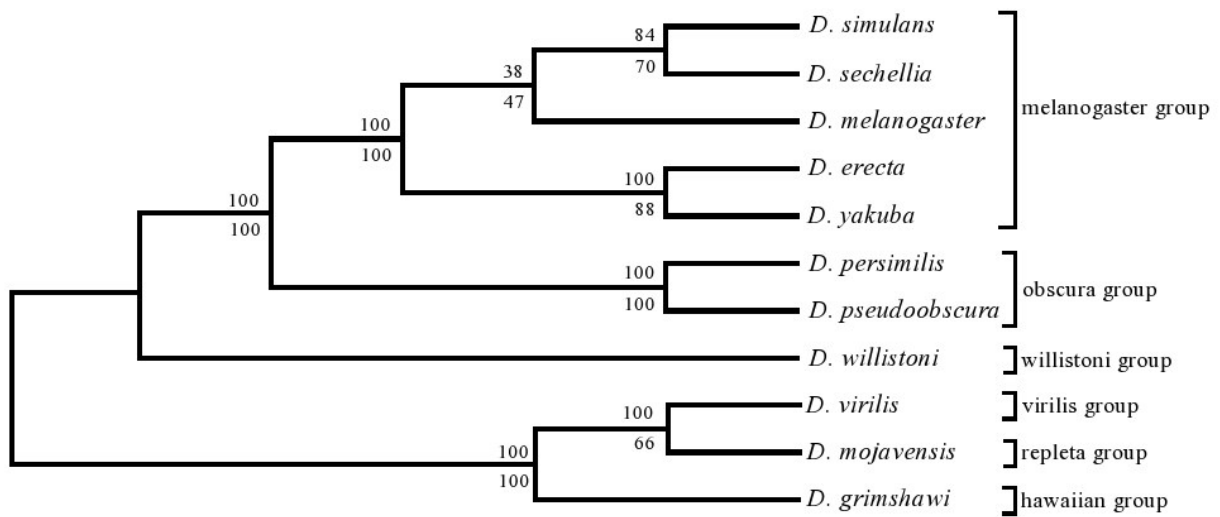 84 D. simulans
70 D. sechellia
38
47 D. melanogaster
melanogaster group
100
100
100 D. erecta
88 D. yakuba
100
100
100 D. persimilis
100 D. pseudoobscura
obscura group
D. willistoni willistoni group
100 D. virilis virilis group
66 D. mojavensis repleta group
100
100 D. grimshawi hawaiian group